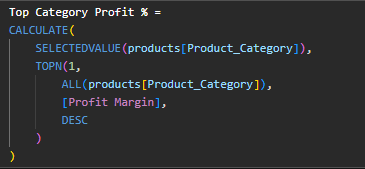 Top Category Profit % =
CALCULATE(
    SELECTEDVALUE(products[Product_Category]),
    TOPN(1,
        ALL(products[Product_Category]),
        [Profit Margin],
        DESC
    )
)